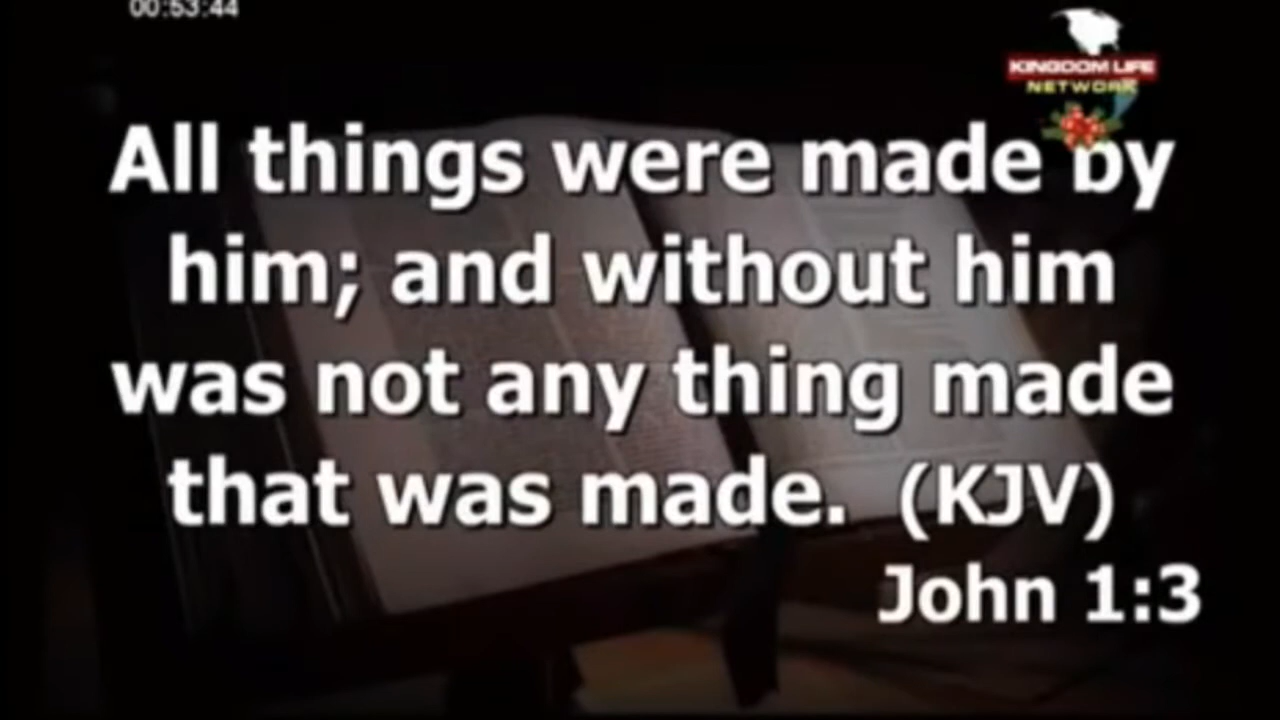 00:53:44
KINGDOM LIFE
NETWORK
All things were made by
him; and without him
was not any thing made
that was made. (KJV)
John 1:3